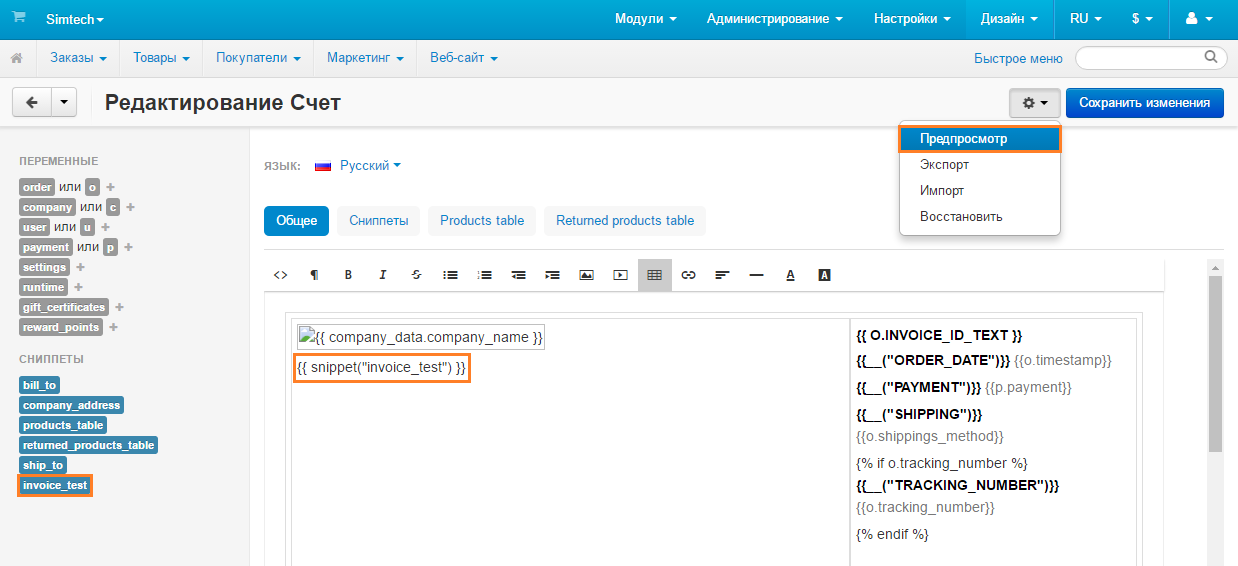 Simtech Модули Администрирование Настройки Дизайн RU $
Заказы Товары Покупатели Маркетинг Веб-сайт Быстрое меню
Редактирование Счет Сохранить изменения
Предпросмотр
Экспорт
Импорт
Восстановить
ПЕРЕМЕННЫЕ
order или o +
company или c +
user или u +
payment или p +
settings +
runtime +
gift_certificates +
reward_points +
СНИППЕТЫ
bill_to
company_address
products_table
returned_products_table
ship_to
invoice_test
ЯЗЫК: Русский
Общее Сниппеты Products table Returned products table
<> ¶ B I S A A
{{ company_data.company_name }}
{{ snippet("invoice_test") }}
{{ O.INVOICE_ID_TEXT }}
{{__("ORDER_DATE")}} {{o.timestamp}}
{{__("PAYMENT")}} {{p.payment}}
{{__("SHIPPING")}}
{{o.shippings_method}}
{% if o.tracking_number %}
{{__("TRACKING_NUMBER")}}
{{o.tracking_number}}
{% endif %}